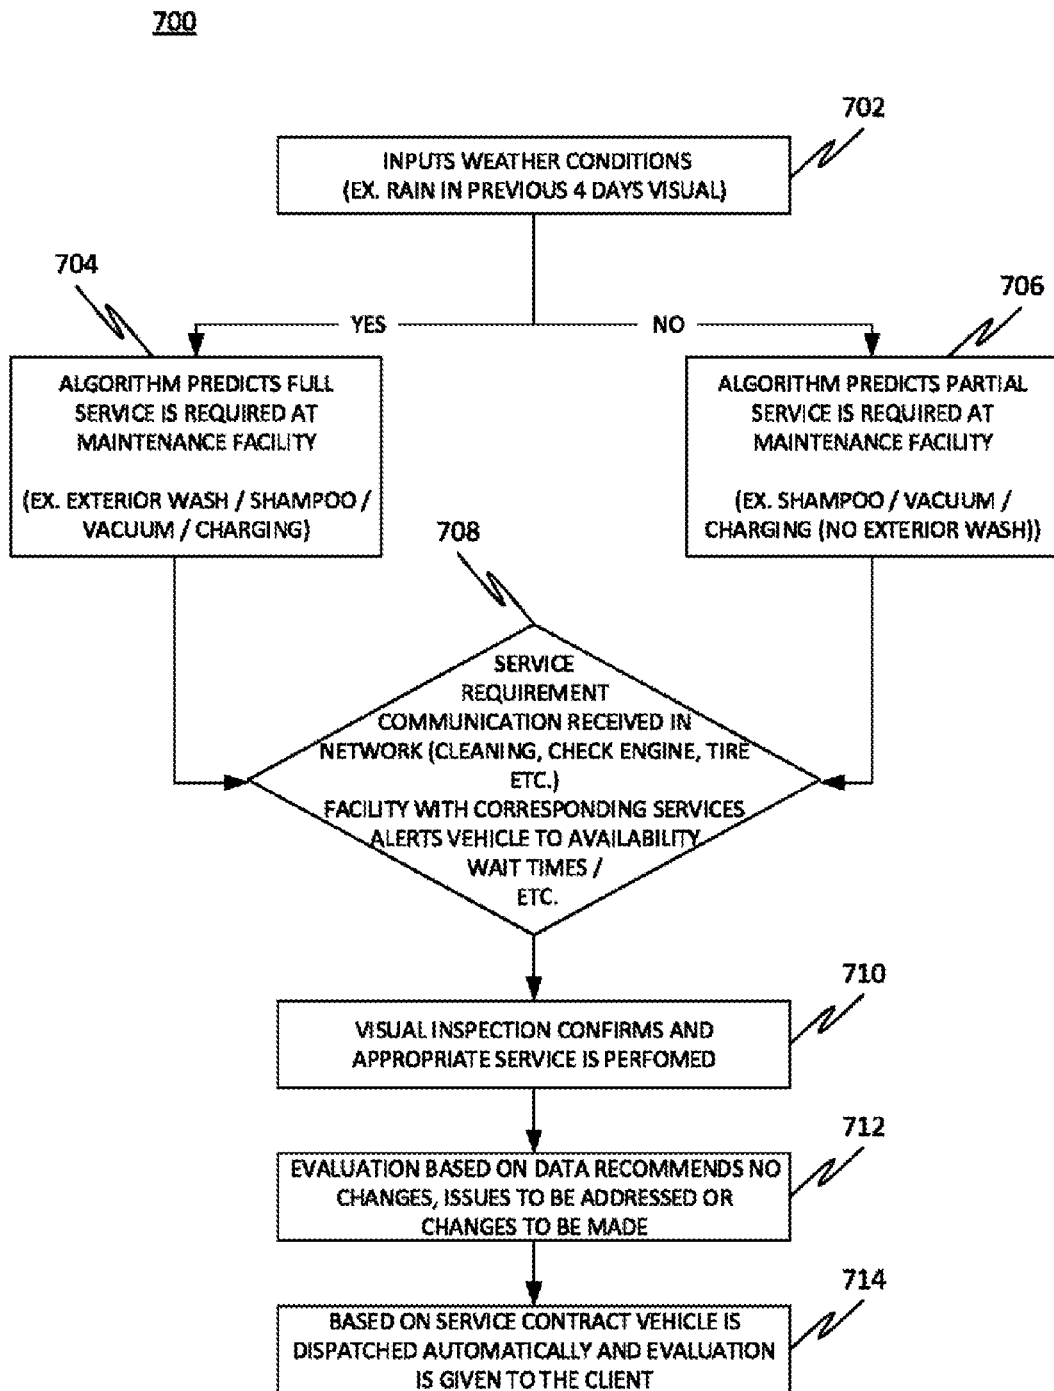 700
702
INPUTS WEATHER CONDITIONS
(EX. RAIN IN PREVIOUS 4 DAYS VISUAL)
704
706
YES
NO
ALGORITHM PREDICTS FULL
SERVICE IS REQUIRED AT
MAINTENANCE FACILITY
(EX. EXTERIOR WASH / SHAMPOO /
VACUUM / CHARGING)
ALGORITHM PREDICTS PARTIAL
SERVICE IS REQUIRED AT
MAINTENANCE FACILITY
(EX. SHAMPOO / VACUUM /
CHARGING (NO EXTERIOR WASH))
708
SERVICE
REQUIREMENT
COMMUNICATION RECEIVED IN
NETWORK (CLEANING, CHECK ENGINE, TIRE
ETC.)
FACILITY WITH CORRESPONDING SERVICES
ALERTS VEHICLE TO AVAILABILITY
WAIT TIMES /
ETC.
710
VISUAL INSPECTION CONFIRMS AND
APPROPRIATE SERVICE IS PERFOMED
712
EVALUATION BASED ON DATA RECOMMENDS NO
CHANGES, ISSUES TO BE ADDRESSED OR
CHANGES TO BE MADE
714
BASED ON SERVICE CONTRACT VEHICLE IS
DISPATCHED AUTOMATICALLY AND EVALUATION
IS GIVEN TO THE CLIENT